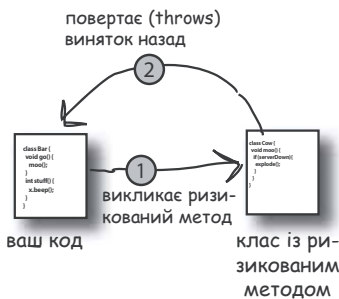 повертає (throws)
виняток назад
2
class Bar {
void go() {
moo();
}
int stuff() {
x.beep();
}
}
1
викликає ризи-
кований метод
ваш код
class Cow {
void moo() {
if (serverDown){
explode();
}
}
}
клас із ри-
зикованим
методом